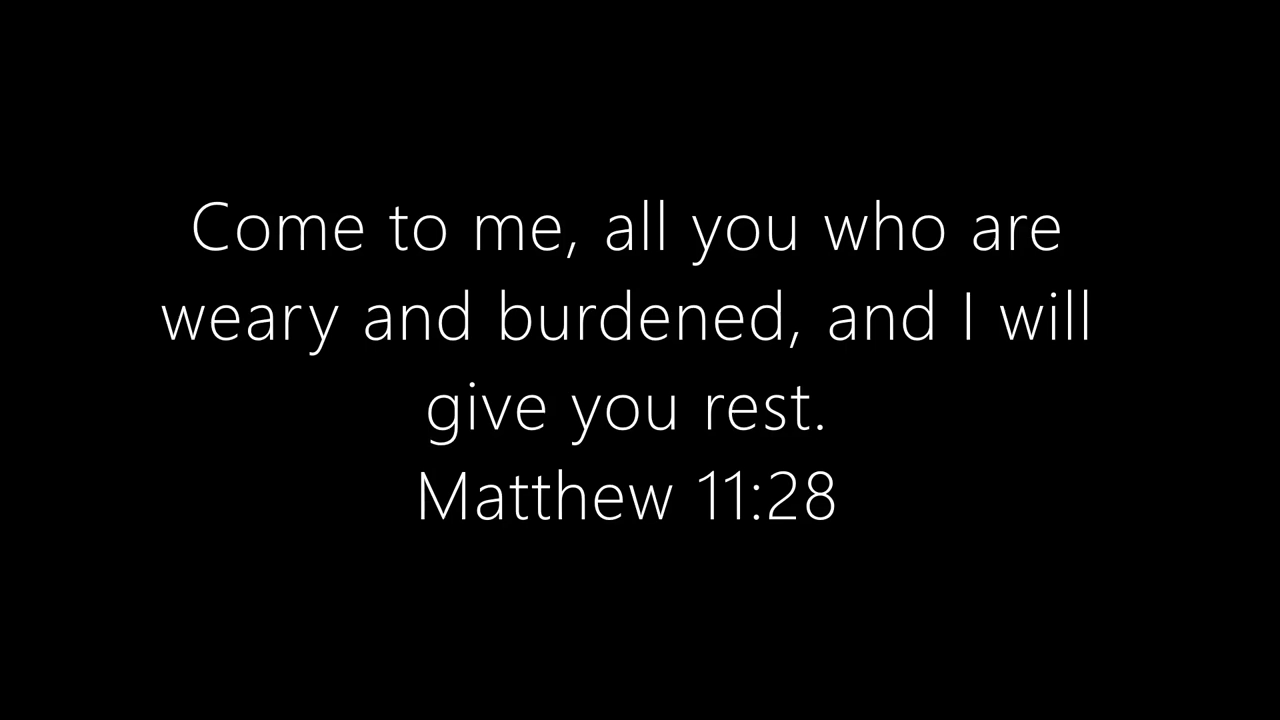 Come to me, all you who are
weary and burdened, and I will
give you rest.
Matthew 11:28